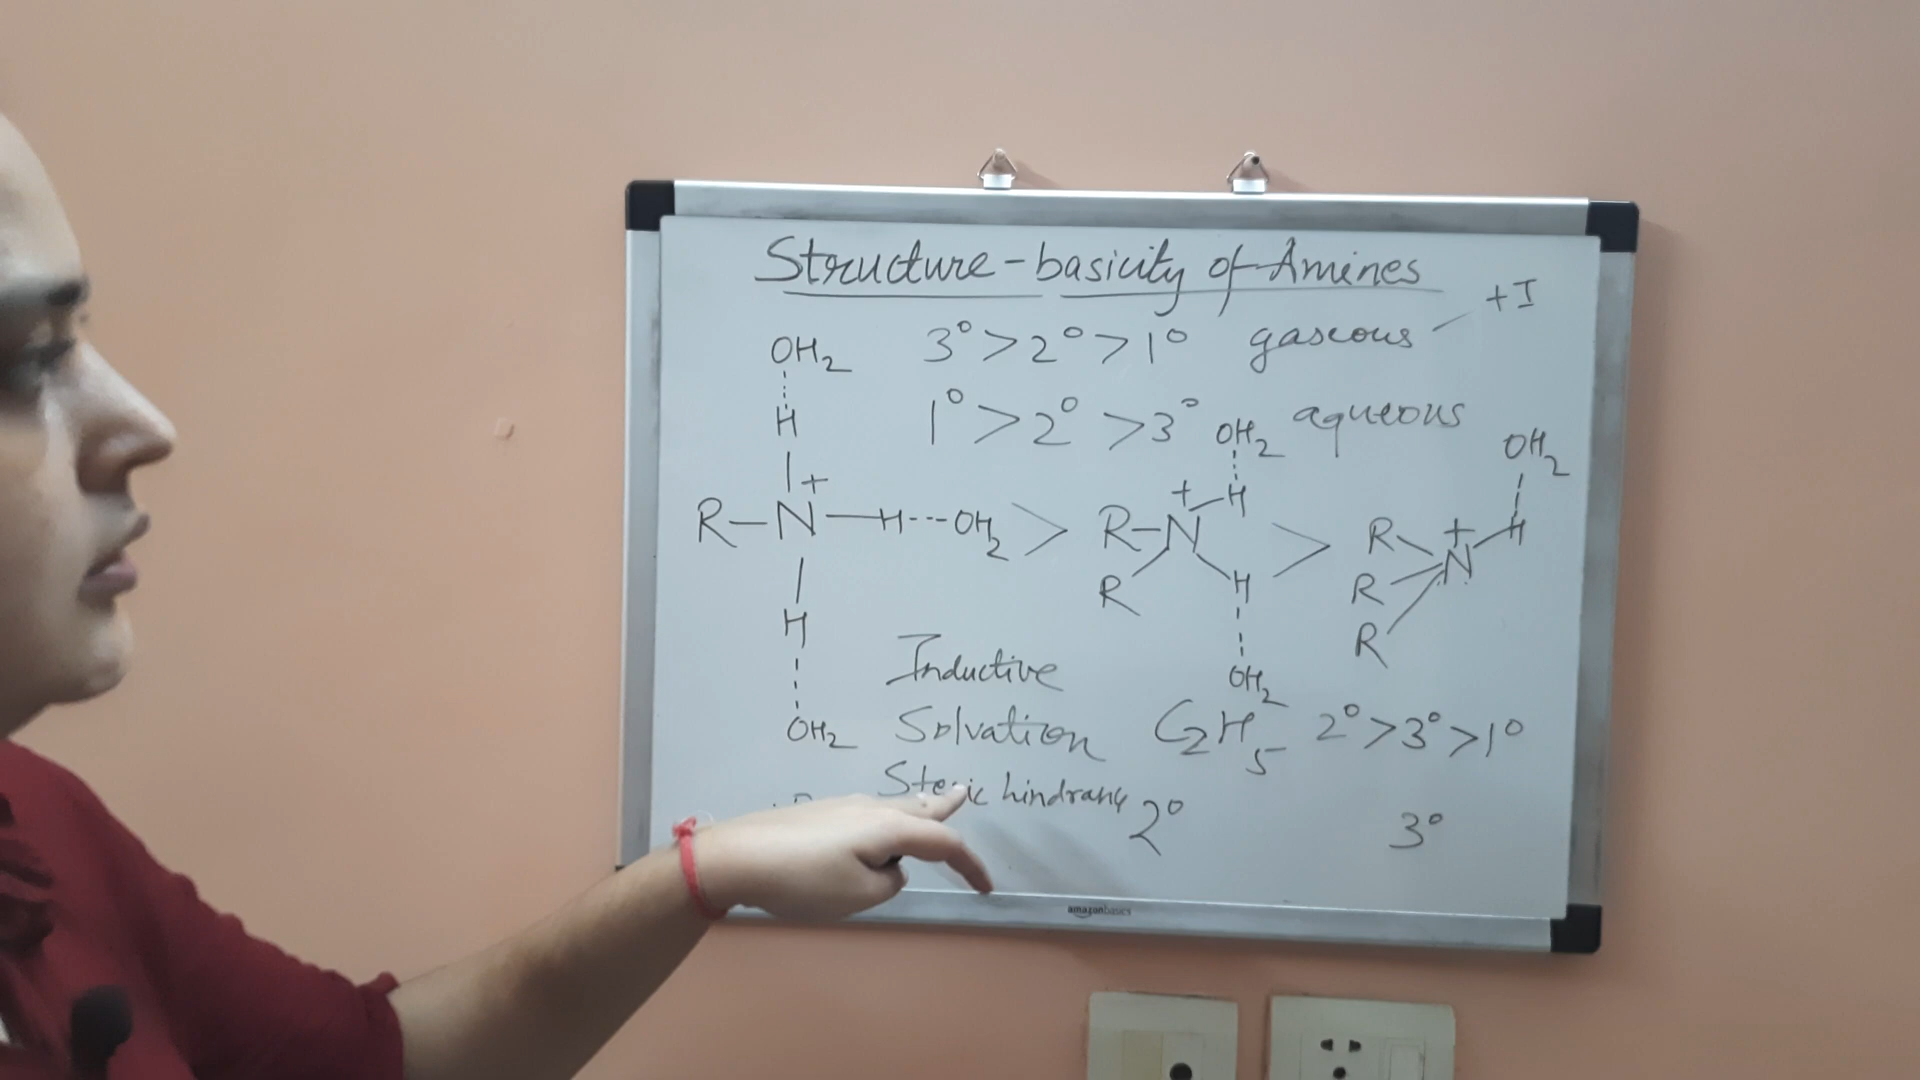 Structure-basicity of Amines
+I
3°>2°>1° gaseous
1°>2°>3° aqueous
OH2
H
+
R-N-H---OH2
H
OH2
>
OH2
+
R-N-H
R
H
OH2
>
OH2
R
+
N-H
R
R
Inductive
Solvation
C2H5 2°>3°>1°
hindrance
2°
3°
amazonbasics